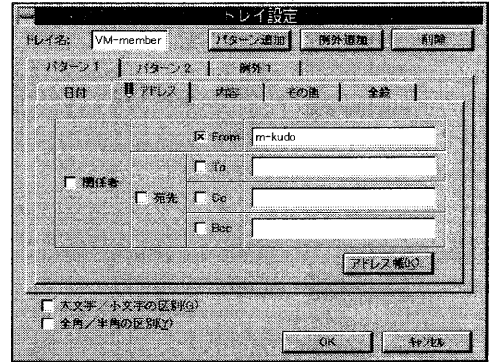 トレイ設定
トレイ名: VM-member パターン追加 例外追加 削除
パターン1 パターン2 例外1
日付 アドレス 内容 その他 全般
From m-kudo
To
関係者 宛先 Cc
Bcc
アドレス帳(K)
大文字/小文字の区別(G)
全角/半角の区別(Y)
OK キャンセル